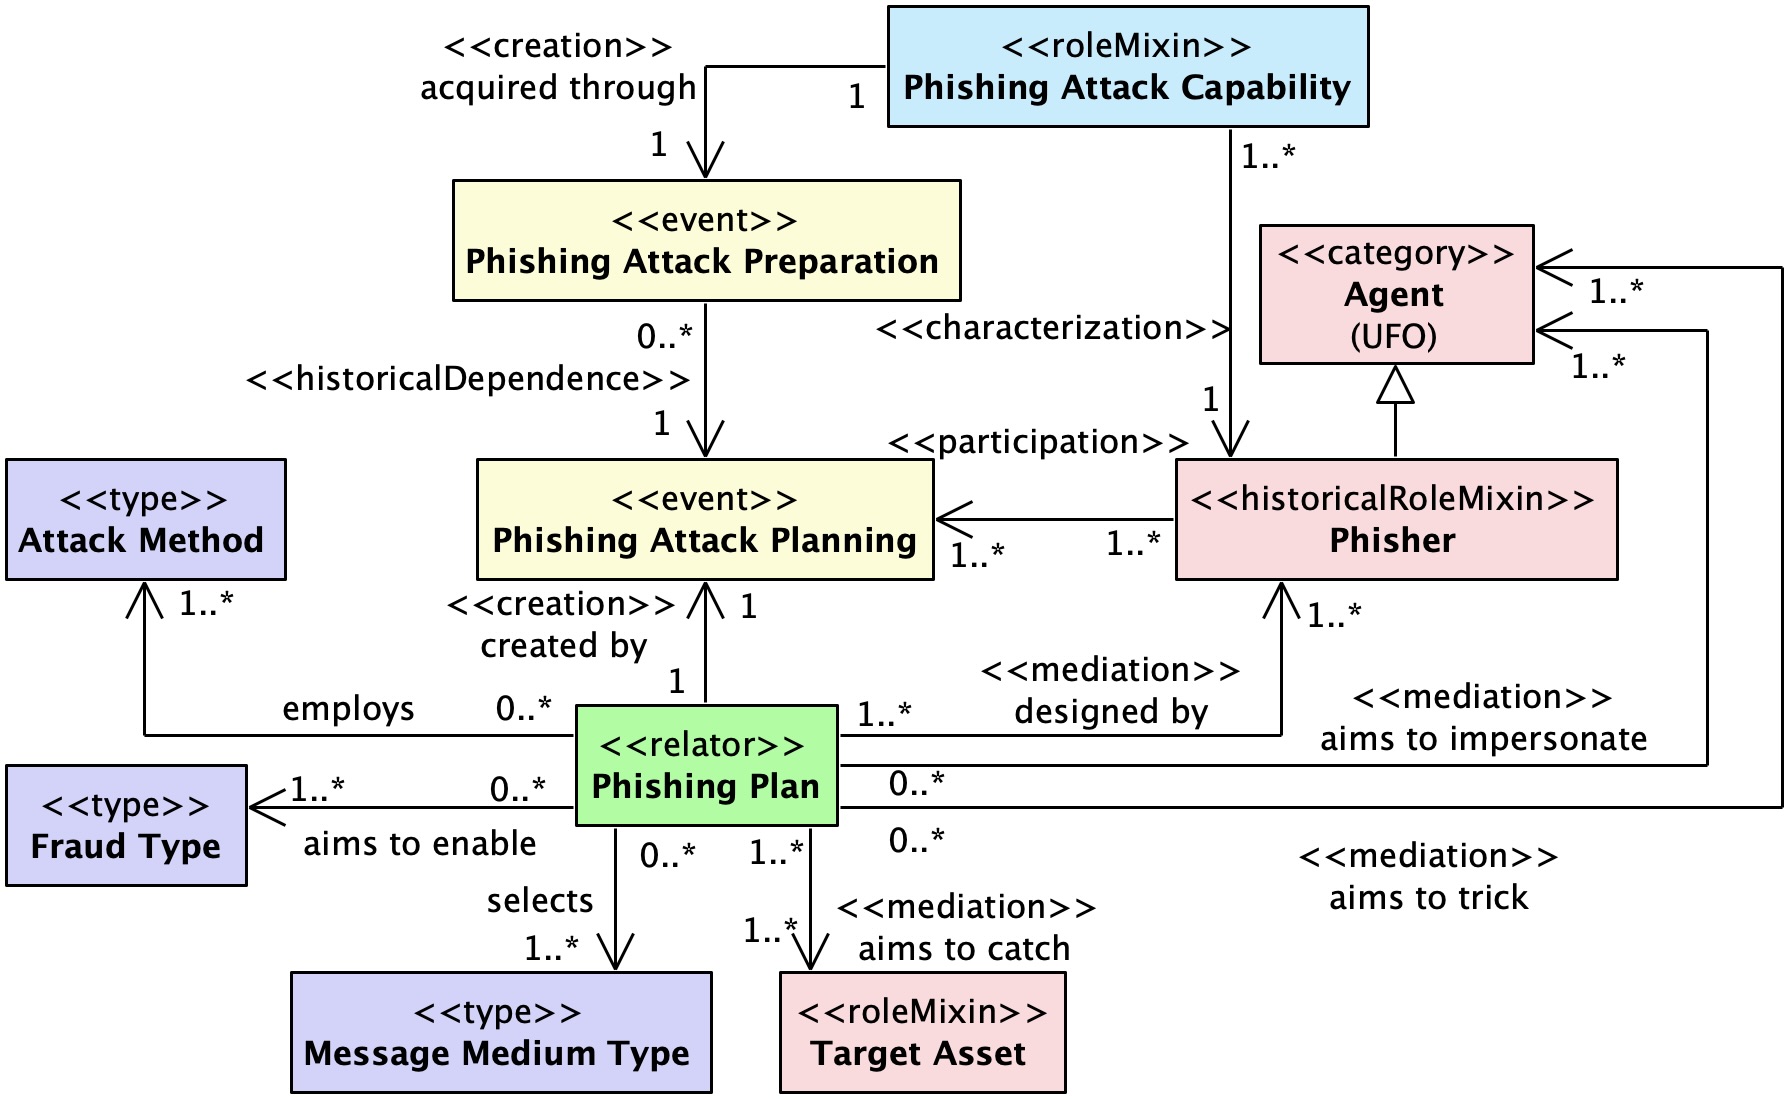 <<creation>>
acquired through
1
1
<<roleMixin>>
Phishing Attack Capability
1..*
<<event>>
Phishing Attack Preparation
<<category>>
Agent
(UFO)
1..*
1..*
0..*
<<historicalDependence>>
1
<<characterization>>
1
<<participation>>
<<type>>
Attack Method
1..*
<<event>>
Phishing Attack Planning
1..*
1..*
<<historicalRoleMixin>>
Phisher
1..*
<<creation>>
created by
1
1
<<mediation>>
designed by
1..*
<<mediation>>
aims to impersonate
0..*
employs
0..*
<<relator>>
Phishing Plan
<<type>>
Fraud Type
1..*
0..*
aims to enable
0..*
<<mediation>>
aims to trick
0..*
selects
1..*
1..*
1..*
<<mediation>>
aims to catch
<<type>>
Message Medium Type
<<roleMixin>>
Target Asset